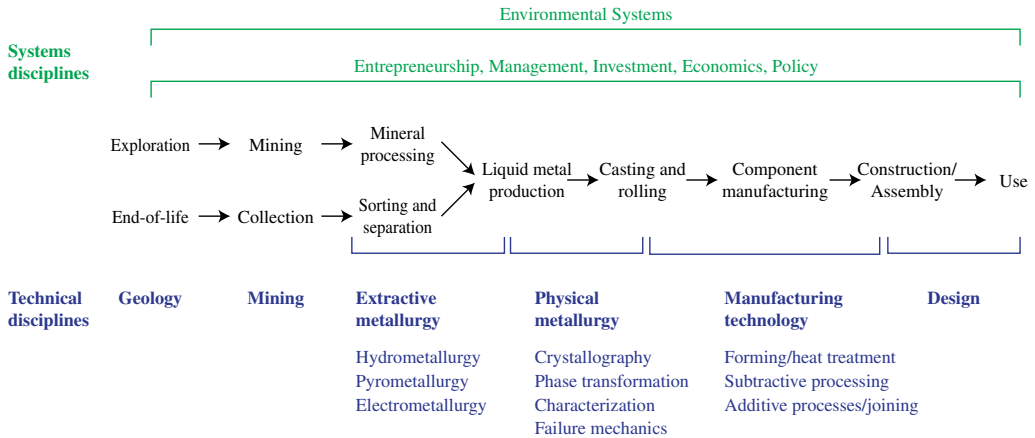 Environmental Systems
Systems
disciplines
Entrepreneurship, Management, Investment, Economics, Policy
Exploration
Mining
Mineral
processing
Liquid metal
production
Casting and
rolling
Component
manufacturing
Construction/
Assembly
Use
End-of-life
Collection
Sorting and
separation
Technical
disciplines
Geology
Mining
Extractive
metallurgy
Hydrometallurgy
Pyrometallurgy
Electrometallurgy
Physical
metallurgy
Crystallography
Phase transformation
Characterization
Failure mechanics
Manufacturing
technology
Forming/heat treatment
Subtractive processing
Additive processes/joining
Design